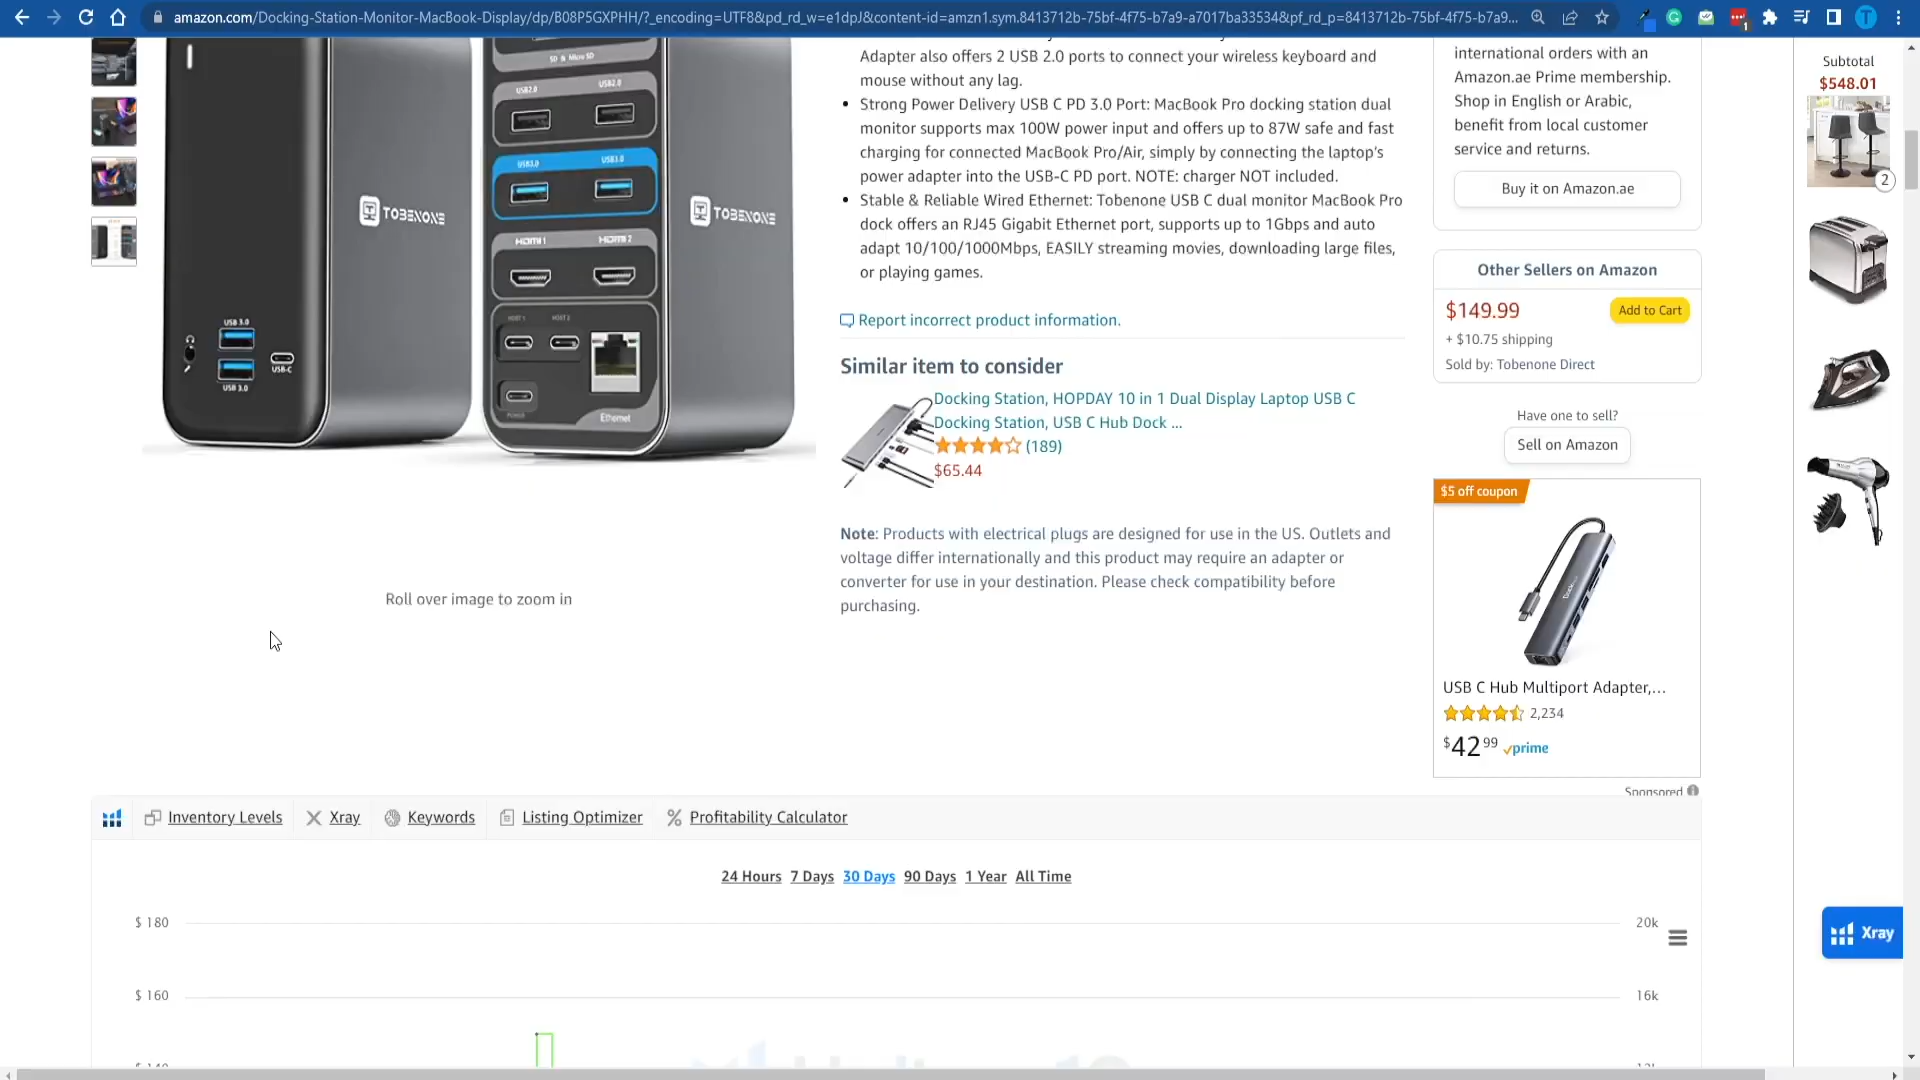 amazon.com/Docking-Station-Monitor-MacBook-Display/dp/B08P5GXPHH/?_encoding=UTF8&pd_rd_w=e1dpJ&content-id=amzn1.sym.8413712b-75bf-4f75-b7a9-a7017ba33534&pf_rd_p=8413712b-75bf-4f75-b7a9...
SD & Micro SD
USB2.0 USB2.0
USB3.0 USB3.0
TOBENONE
TOBENONE
HDMI 1 HDMI 2
HOST 1 HOST 2
USB 3.0
USB-C
USB 3.0
POWER
Ethernet
Roll over image to zoom in
Adapter also offers 2 USB 2.0 ports to connect your wireless keyboard and
mouse without any lag.
Strong Power Delivery USB C PD 3.0 Port: MacBook Pro docking station dual
monitor supports max 100W power input and offers up to 87W safe and fast
charging for connected MacBook Pro/Air, simply by connecting the laptop's
power adapter into the USB-C PD port. NOTE: charger NOT included.
Stable & Reliable Wired Ethernet: Tobenone USB C dual monitor MacBook Pro
dock offers an RJ45 Gigabit Ethernet port, supports up to 1Gbps and auto
adapt 10/100/1000Mbps, EASILY streaming movies, downloading large files,
or playing games.
Report incorrect product information.
Similar item to consider
Docking Station, HOPDAY 10 in 1 Dual Display Laptop USB C
Docking Station, USB C Hub Dock ...
(189)
$65.44
Note: Products with electrical plugs are designed for use in the US. Outlets and
voltage differ internationally and this product may require an adapter or
converter for use in your destination. Please check compatibility before
purchasing.
international orders with an
Amazon.ae Prime membership.
Shop in English or Arabic,
benefit from local customer
service and returns.
Buy it on Amazon.ae
Other Sellers on Amazon
$149.99
Add to Cart
+ $10.75 shipping
Sold by: Tobenone Direct
Have one to sell?
Sell on Amazon
$5 off coupon
USB C Hub Multiport Adapter,...
2,234
$42 99 prime
Sponsored
Subtotal
$548.01
2
Inventory Levels Xray Keywords Listing Optimizer Profitability Calculator
24 Hours 7 Days 30 Days 90 Days 1 Year All Time
$ 180 20k
$ 160 16k
Xray